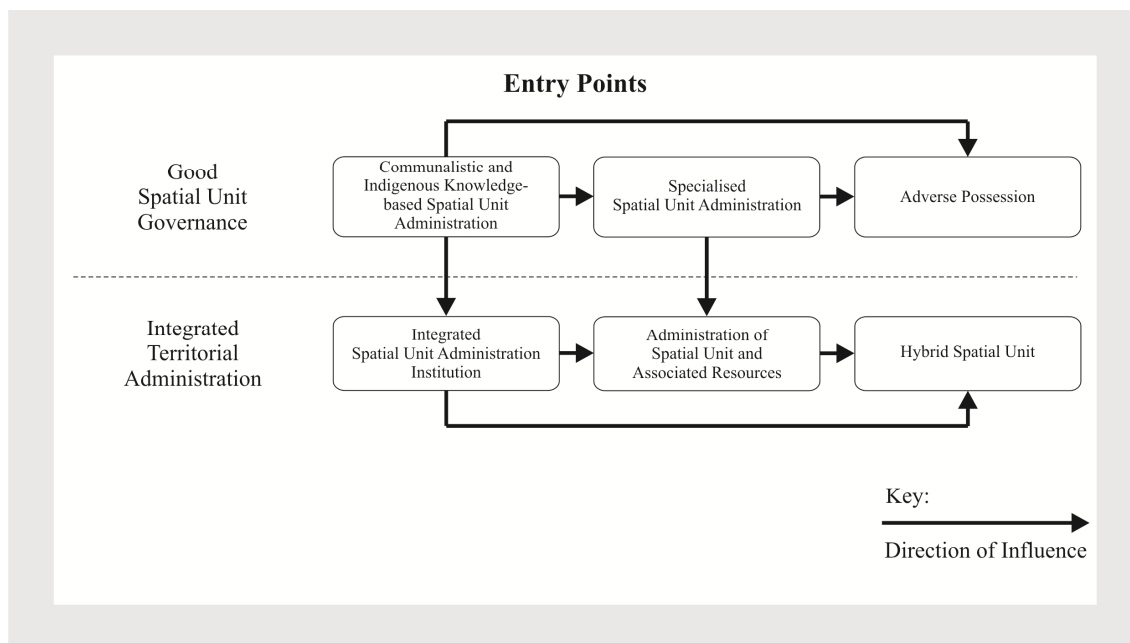 Entry Points
Good
Spatial Unit
Governance
Communalistic and
Indigenous Knowledge-
based Spatial Unit
Administration
Specialised
Spatial Unit Administration
Adverse Possession
Integrated
Territorial
Administration
Integrated
Spatial Unit Administration
Institution
Administration of
Spatial Unit and
Associated Resources
Hybrid Spatial Unit
Key:
Direction of Influence